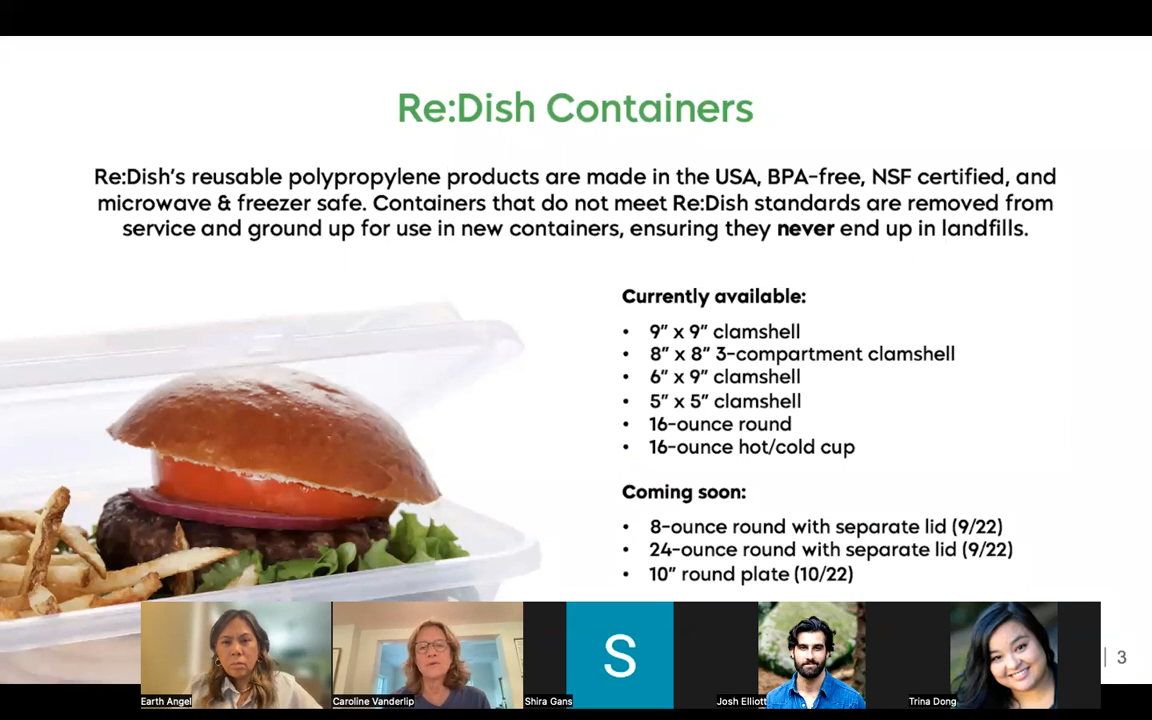 Re:Dish Containers
Re:Dish's reusable polypropylene products are made in the USA, BPA-free, NSF certified, and
microwave & freezer safe. Containers that do not meet Re:Dish standards are removed from
service and ground up for use in new containers, ensuring they never end up in landfills.
Currently available:
• 9" x 9" clamshell
• 8" x 8" 3-compartment clamshell
• 6" x 9" clamshell
• 5" x 5" clamshell
• 16-ounce round
• 16-ounce hot/cold cup
Coming soon:
• 8-ounce round with separate lid (9/22)
• 24-ounce round with separate lid (9/22)
• 10" round plate (10/22)
| 3
S
Earth Angel
Caroline Vanderlip
Shira Gans
Josh Elliott
Trina Dong